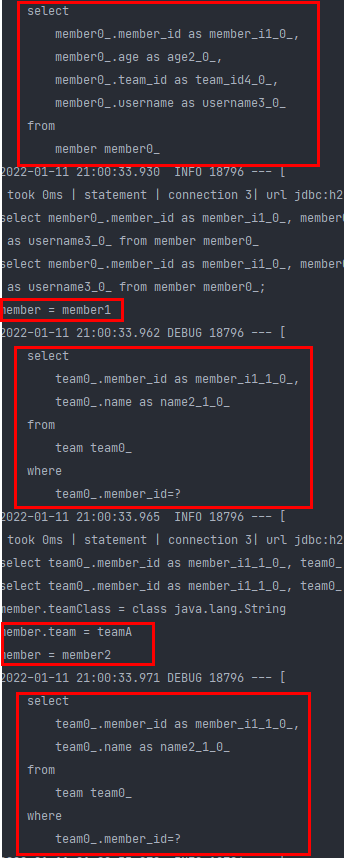 select
member0_.member_id as member_i1_0_,
member0_.age as age2_0_,
member0_.team_id as team_id4_0_,
member0_.username as username3_0_
from
member member0_
2022-01-11 21:00:33.930 INFO 18796 --- [
took 0ms | statement | connection 3| url jdbc:h2
select member0_.member_id as member_i1_0_, member0
as username3_0_ from member member0_
select member0_.member_id as member_i1_0_, member0
as username3_0_ from member member0_;
member = member1
2022-01-11 21:00:33.962 DEBUG 18796 --- [
select
team0_.member_id as member_i1_1_0_,
team0_.name as name2_1_0_
from
team team0_
where
team0_.member_id=?
2022-01-11 21:00:33.965 INFO 18796 --- [
took 0ms | statement | connection 3| url jdbc:h2
select team0_.member_id as member_i1_1_0_, team0_
select team0_.member_id as member_i1_1_0_, team0_
member.teamClass = class java.lang.String
member.team = teamA
member = member2
2022-01-11 21:00:33.971 DEBUG 18796 --- [
select
team0_.member_id as member_i1_1_0_,
team0_.name as name2_1_0_
from
team team0_
where
team0_.member_id=?